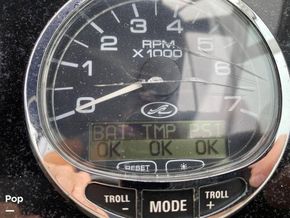 0 1 2 3 4 5 6 7
RPM
X1000
BAT TMP PST
OK OK OK
RESET
TROLL
-
MODE
TROLL
+
Pop